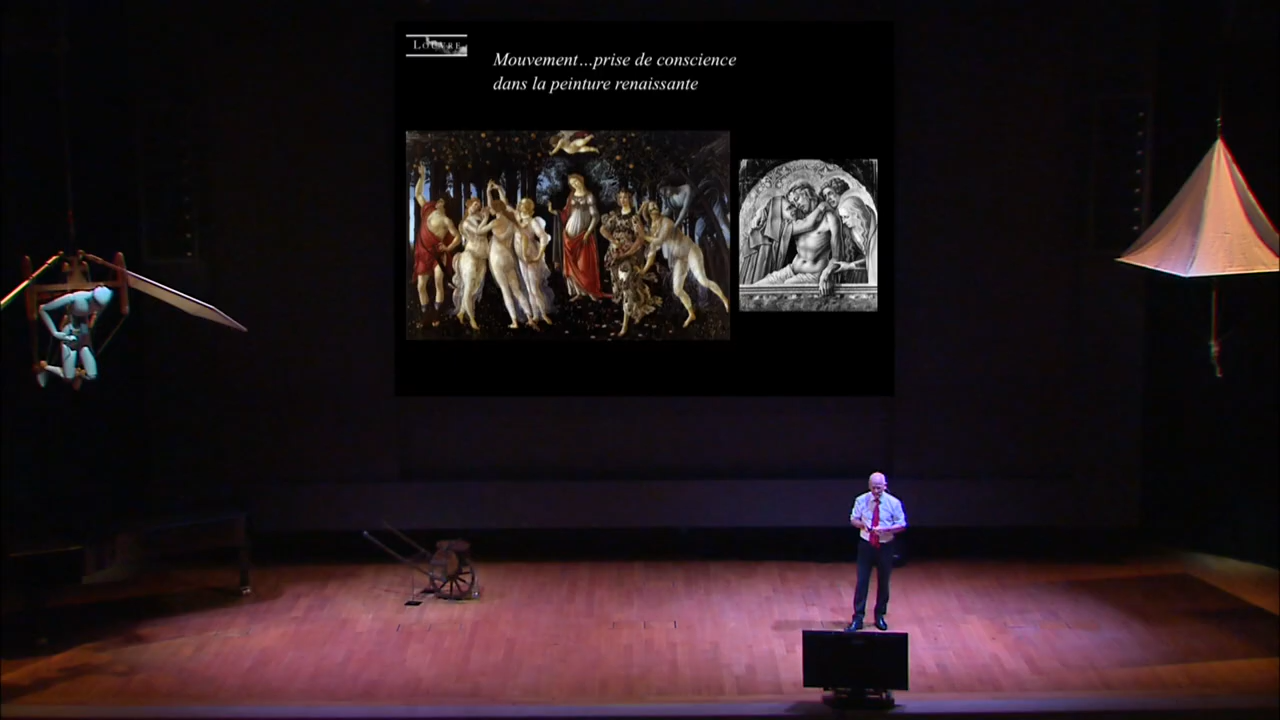 LOUVRE
Mouvement…prise de conscience
dans la peinture renaissante